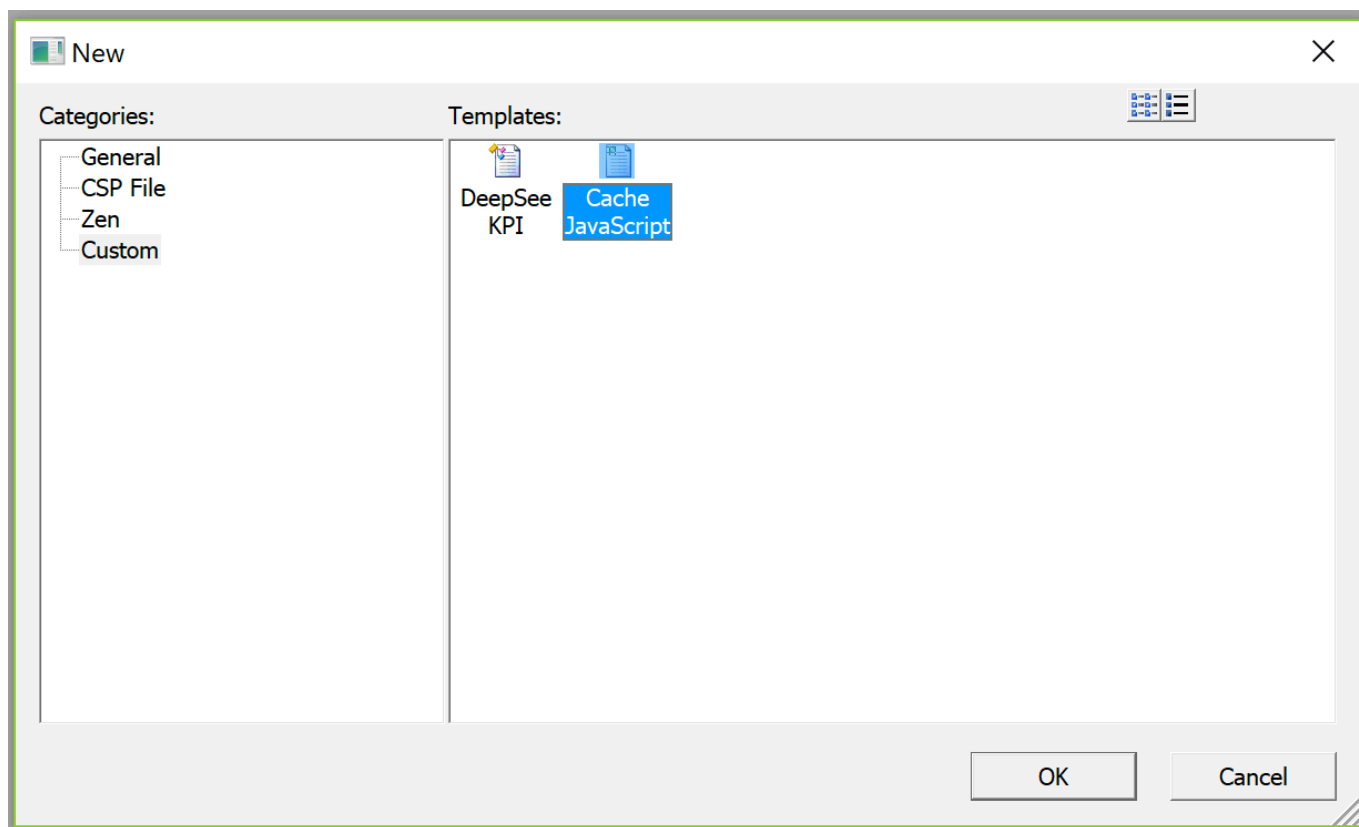 New
Categories:
Templates:
General
CSP File
Zen
Custom
DeepSee
KPI
Cache
JavaScript
OK
Cancel